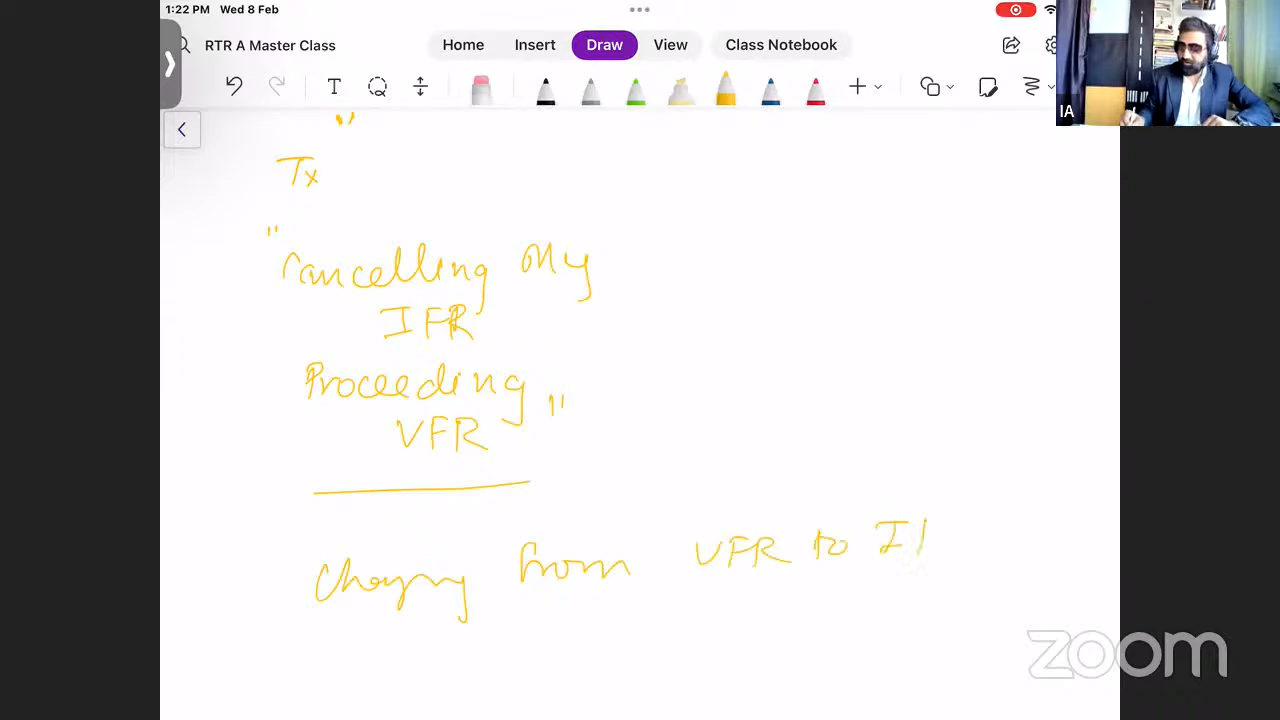 1:22 PM Wed 8 Feb
RTR A Master Class
Home Insert Draw View Class Notebook
T
IA
"
Tx
"Cancelling My
IFR
Proceeding
VFR"
from VFR to I
zoom